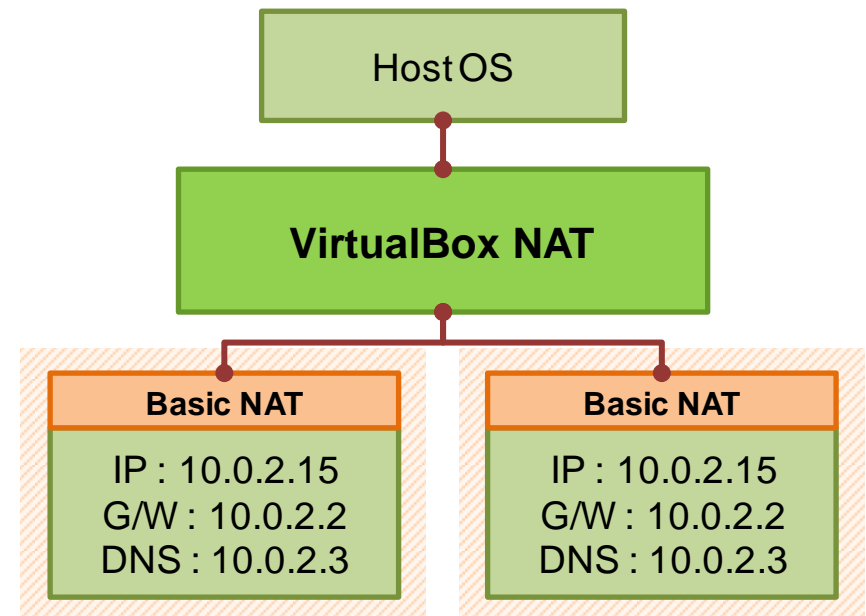 Host OS
VirtualBox NAT
Basic NAT
IP : 10.0.2.15
G/W : 10.0.2.2
DNS : 10.0.2.3
Basic NAT
IP : 10.0.2.15
G/W : 10.0.2.2
DNS : 10.0.2.3